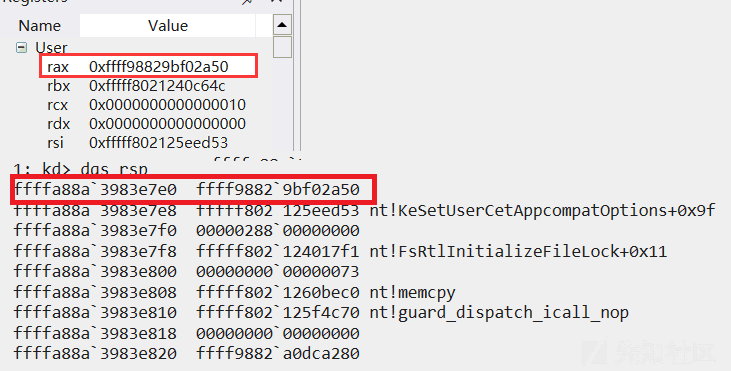 Registers
Name Value
User
rax 0xffff98829bf02a50
rbx 0xfffff8021240c64c
rcx 0x0000000000000010
rdx 0x0000000000000000
rsi 0xfffff802125eed53
1: kd> dqs rsp
ffffa88a`3983e7e0 ffff9882`9bf02a50
ffffa88a`3983e7e8 fffff802`125eed53 nt!KeSetUserCetAppcompatOptions+0x9f
ffffa88a`3983e7f0 00000288`00000000
ffffa88a`3983e7f8 fffff802`124017f1 nt!FsRtlInitializeFileLock+0x11
ffffa88a`3983e800 00000000`00000073
ffffa88a`3983e808 fffff802`1260bec0 nt!memcpy
ffffa88a`3983e810 fffff802`125f4c70 nt!guard_dispatch_icall_nop
ffffa88a`3983e818 00000000`00000000
ffffa88a`3983e820 ffff9882`a0dca280
先知社区